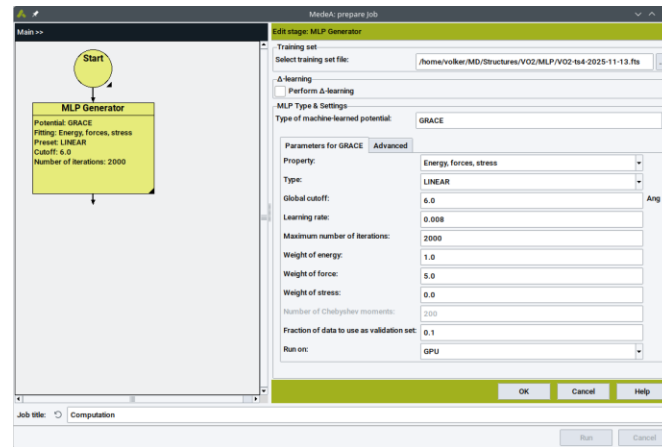 MedeA: prepare Job
Main >>
Start
MLP Generator
Potential: GRACE
Fitting: Energy, forces, stress
Preset: LINEAR
Cutoff: 6.0
Number of iterations: 2000
Edit stage: MLP Generator
Training set
Select training set file: /home/volker/MD/Structures/VO2/MLP/VO2-ts4-2025-11-13.fts
Δ-learning
Perform Δ-learning
MLP Type & Settings
Type of machine-learned potential: GRACE
Parameters for GRACE Advanced
Property: Energy, forces, stress
Type: LINEAR
Global cutoff: 6.0 Ang
Learning rate: 0.008
Maximum number of iterations: 2000
Weight of energy: 1.0
Weight of force: 5.0
Weight of stress: 0.0
Number of Chebyshev moments: 200
Fraction of data to use as validation set: 0.1
Run on: GPU
OK Cancel Help
Job title: Computation
Run Cancel